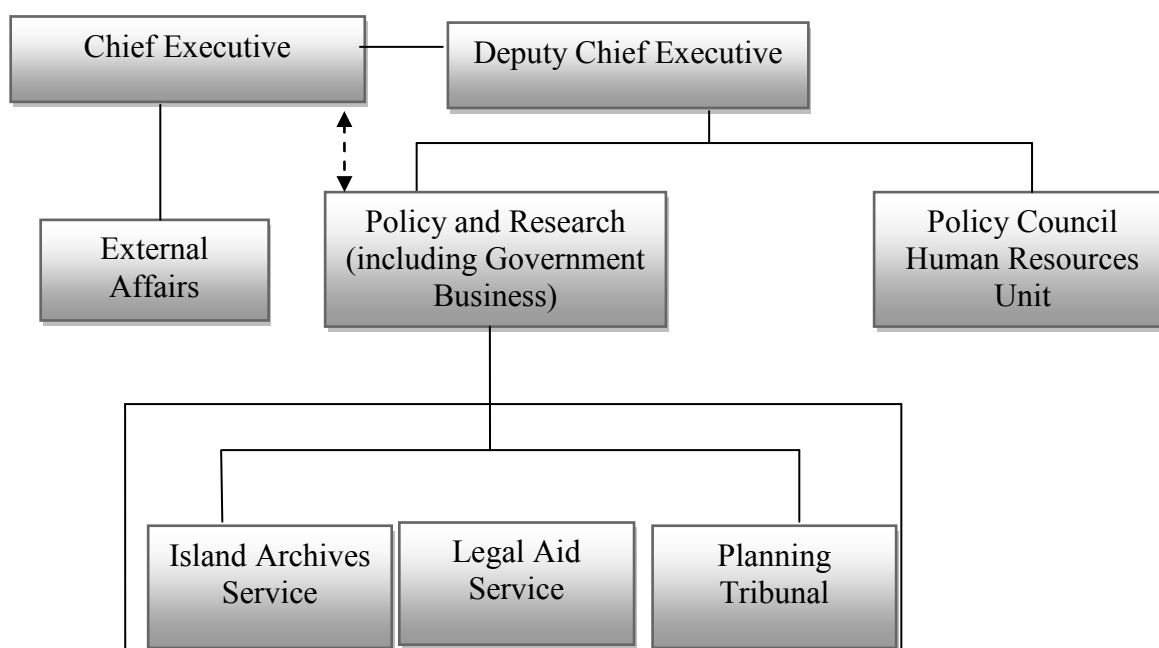 Chief Executive
Deputy Chief Executive
External
Affairs
Policy and Research
(including Government
Business)
Policy Council
Human Resources
Unit
Island Archives
Service
Legal Aid
Service
Planning
Tribunal